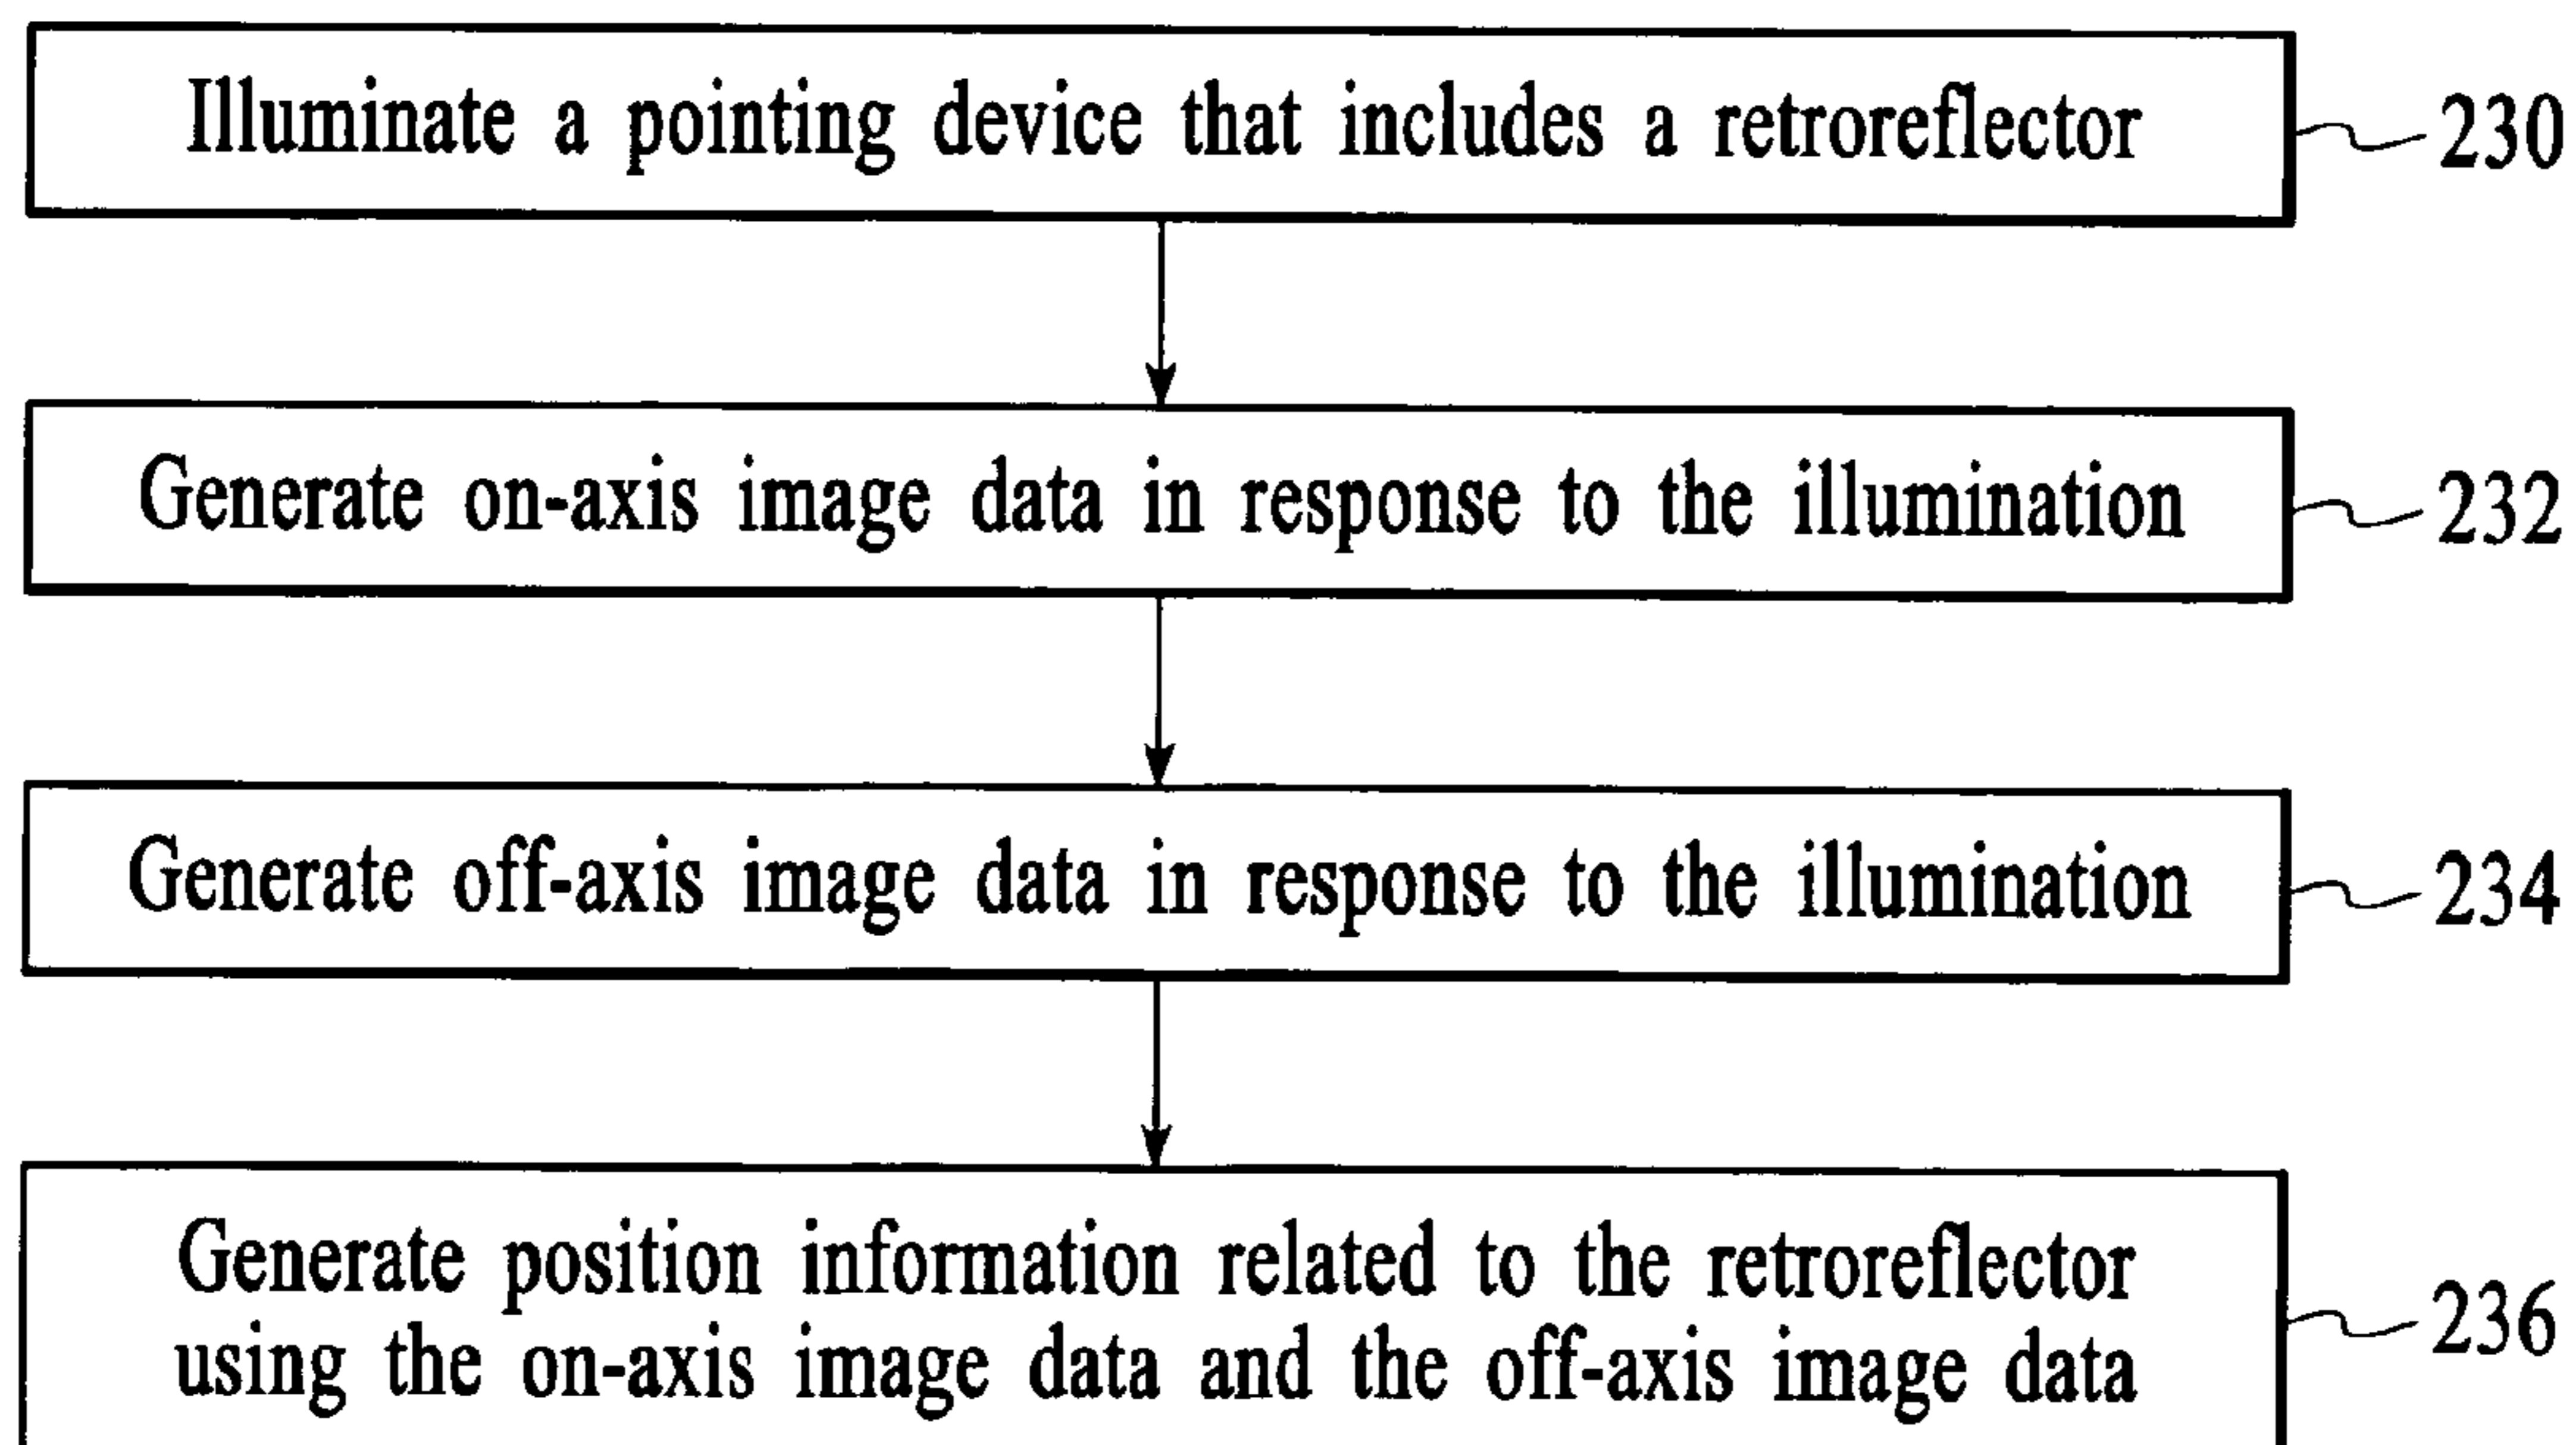 Illuminate a pointing device that includes a retroreflector
230
Generate on-axis image data in response to the illumination
232
Generate off-axis image data in response to the illumination
234
Generate position information related to the retroreflector
using the on-axis image data and the off-axis image data
236